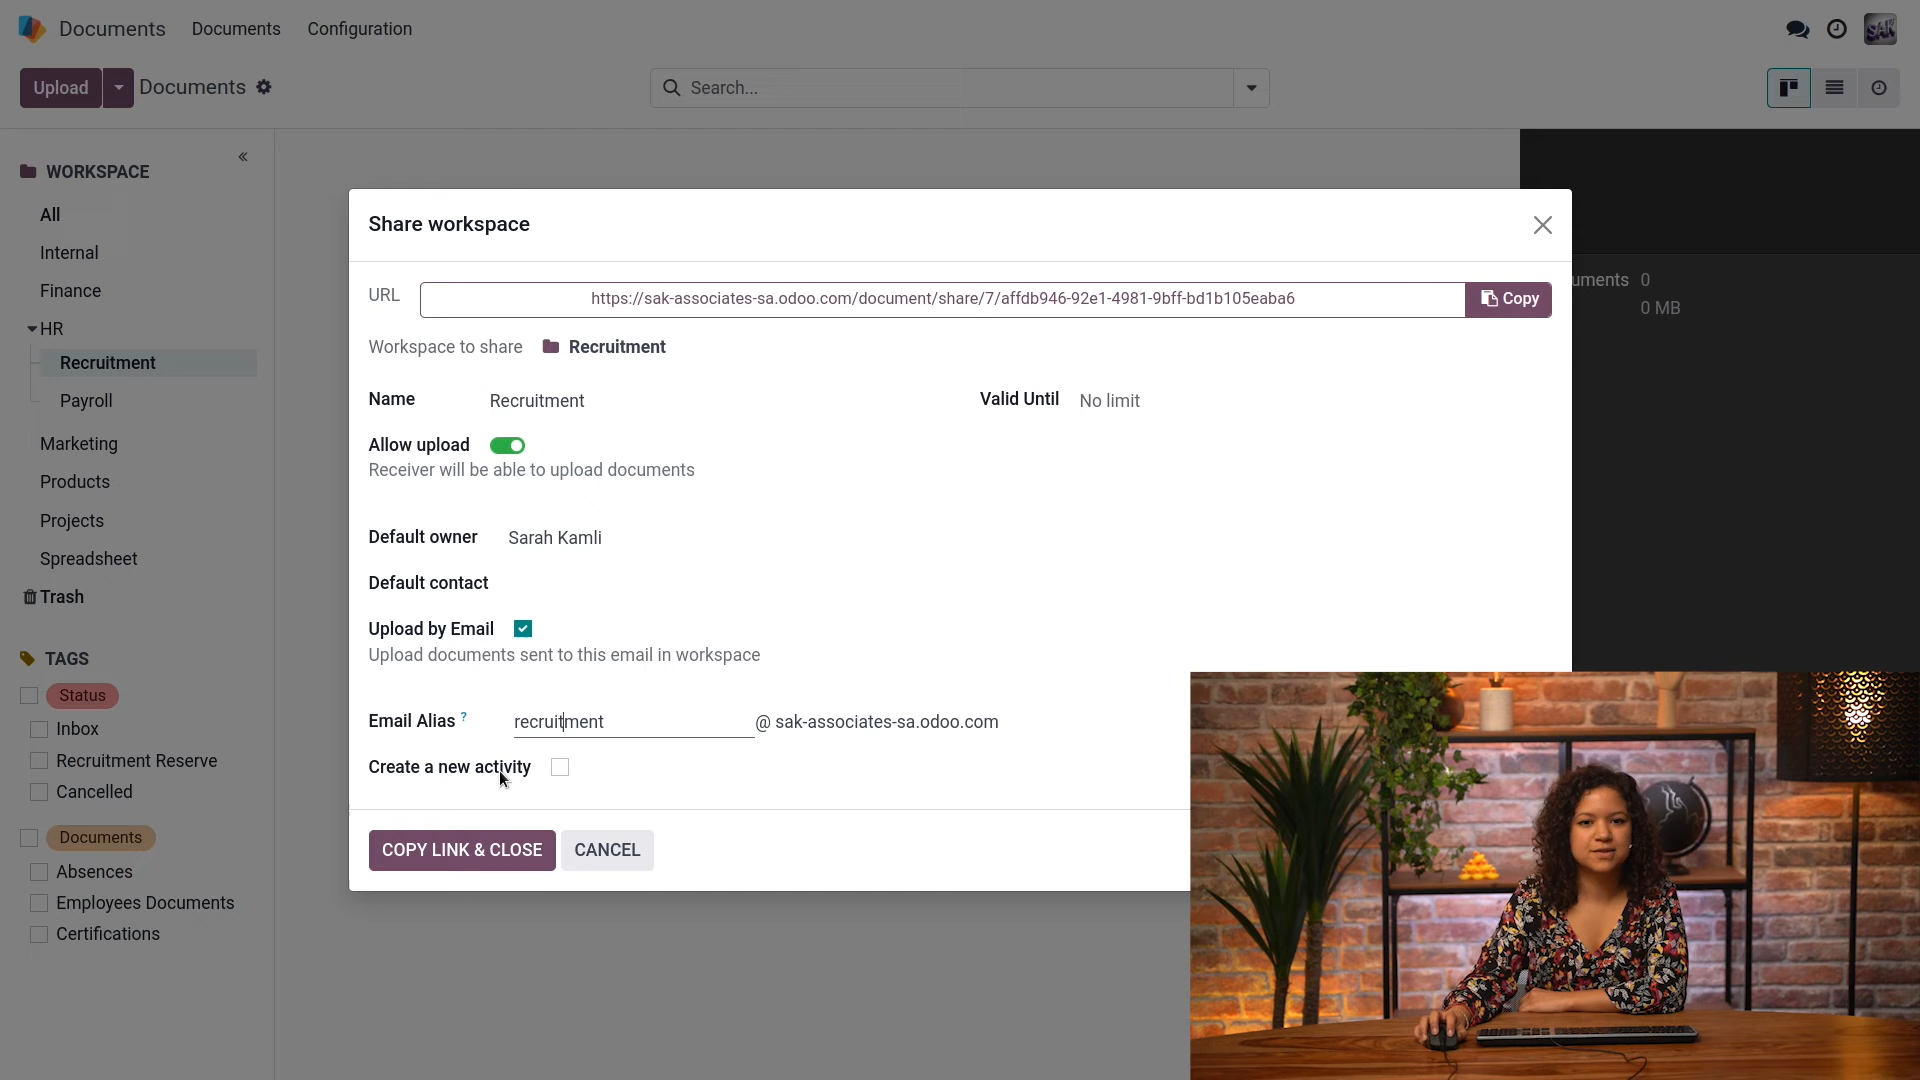 Documents Documents Configuration
SAK
Upload Documents Search...
WORKSPACE
All
Internal
Finance
HR
Recruitment
Payroll
Marketing
Products
Projects
Spreadsheet
Trash
TAGS
Status
Inbox
Recruitment Reserve
Cancelled
Documents
Absences
Employees Documents
Certifications
Share workspace
URL https://sak-associates-sa.odoo.com/document/share/7/affdb946-92e1-4981-9bff-bd1b105eaba6 Copy
Workspace to share Recruitment
Name Recruitment Valid Until No limit
Allow upload
Receiver will be able to upload documents
Default owner Sarah Kamli
Default contact
Upload by Email
Upload documents sent to this email in workspace
Email Alias ? recruitment @ sak-associates-sa.odoo.com
Create a new activity
COPY LINK & CLOSE CANCEL
uments 0
0 MB